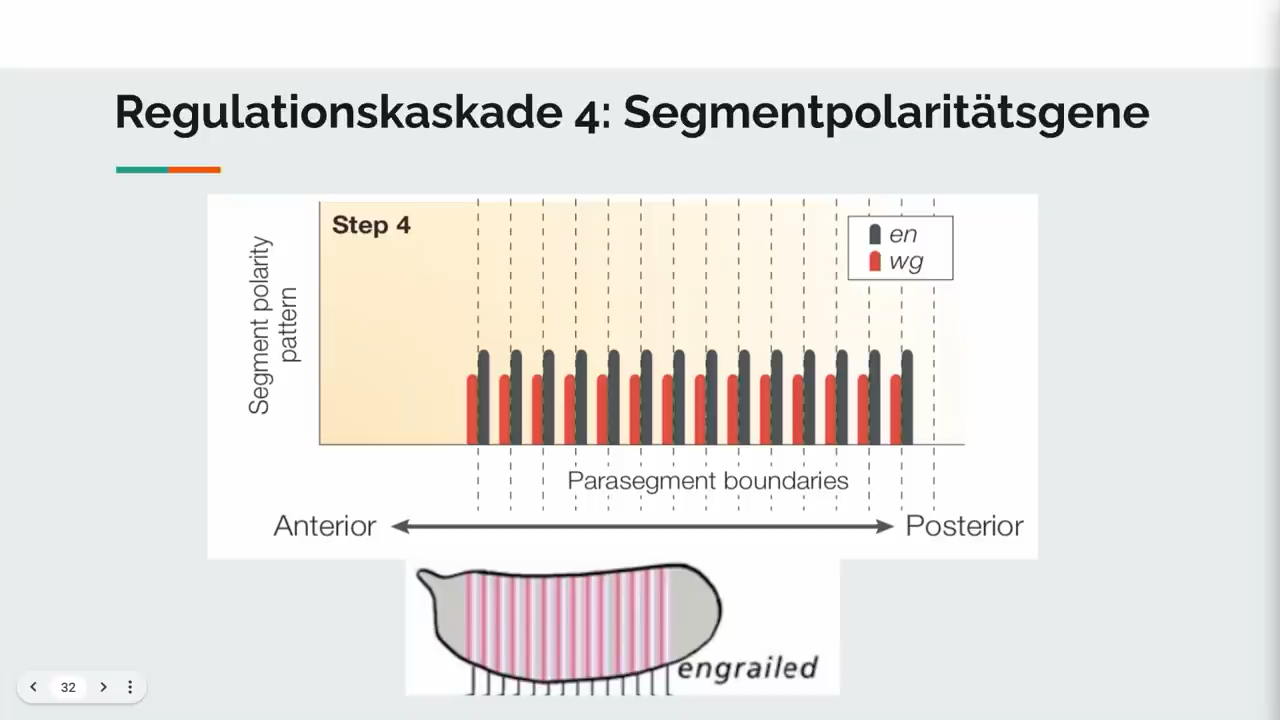 Regulationskaskade 4: Segmentpolaritätsgene
Segment polarity
pattern
Step 4
en
wg
Parasegment boundaries
Anterior
Posterior
engrailed
32